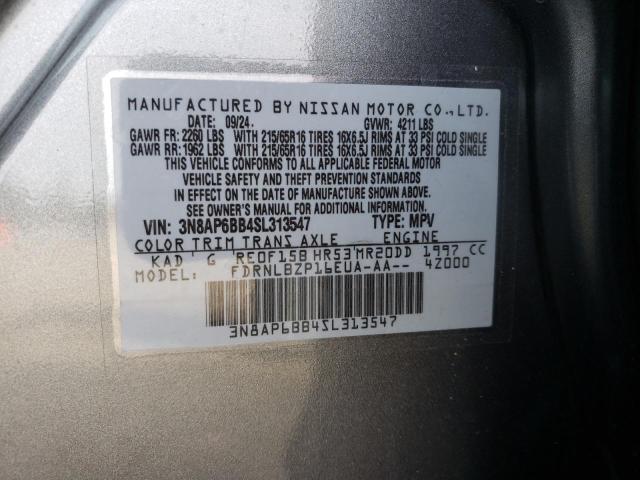 MANUFACTURED BY NISSAN MOTOR CO.,LTD.
DATE: 09/24. GVWR: 4211 LBS
GAWR FR: 2260 LBS WITH 215/65R16 TIRES 16X6.5J RIMS AT 33 PSI COLD SINGLE
GAWR RR: 1962 LBS WITH 215/65R16 TIRES 16X6.5J RIMS AT 33 PSI COLD SINGLE
THIS VEHICLE CONFORMS TO ALL APPLICABLE FEDERAL MOTOR
VEHICLE SAFETY AND THEFT PREVENTION STANDARDS
IN EFFECT ON THE DATE OF MANUFACTURE SHOWN ABOVE.
SEE OWNER'S MANUAL FOR ADDITIONAL INFORMATION.
VIN: 3N8AP6BB4SL313547 TYPE: MPV
COLOR TRIM TRANS AXLE ENGINE
KAD G RE0F15B HR53 MR20DD 1997 CC
MODEL: FDRNLBZP16EUA-AA-- 4Z000
3N8AP6BB4SL313547